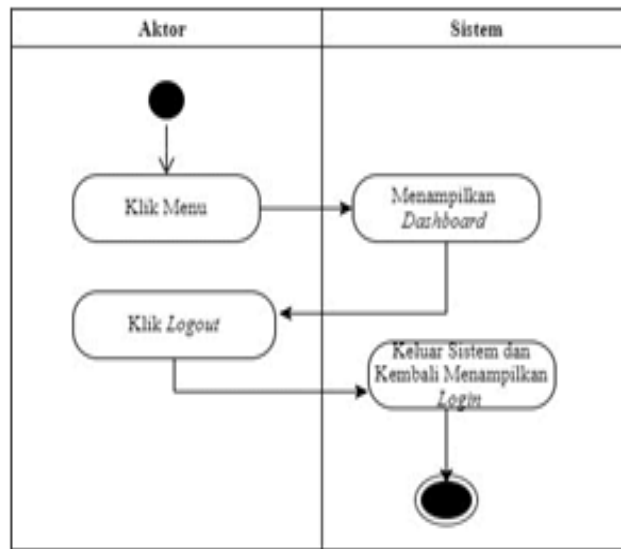 Aktor
Sistem
Klik Menu
Menampilkan
Dashboard
Klik Logout
Keluar Sistem dan
Kembali Menampilkan
Login